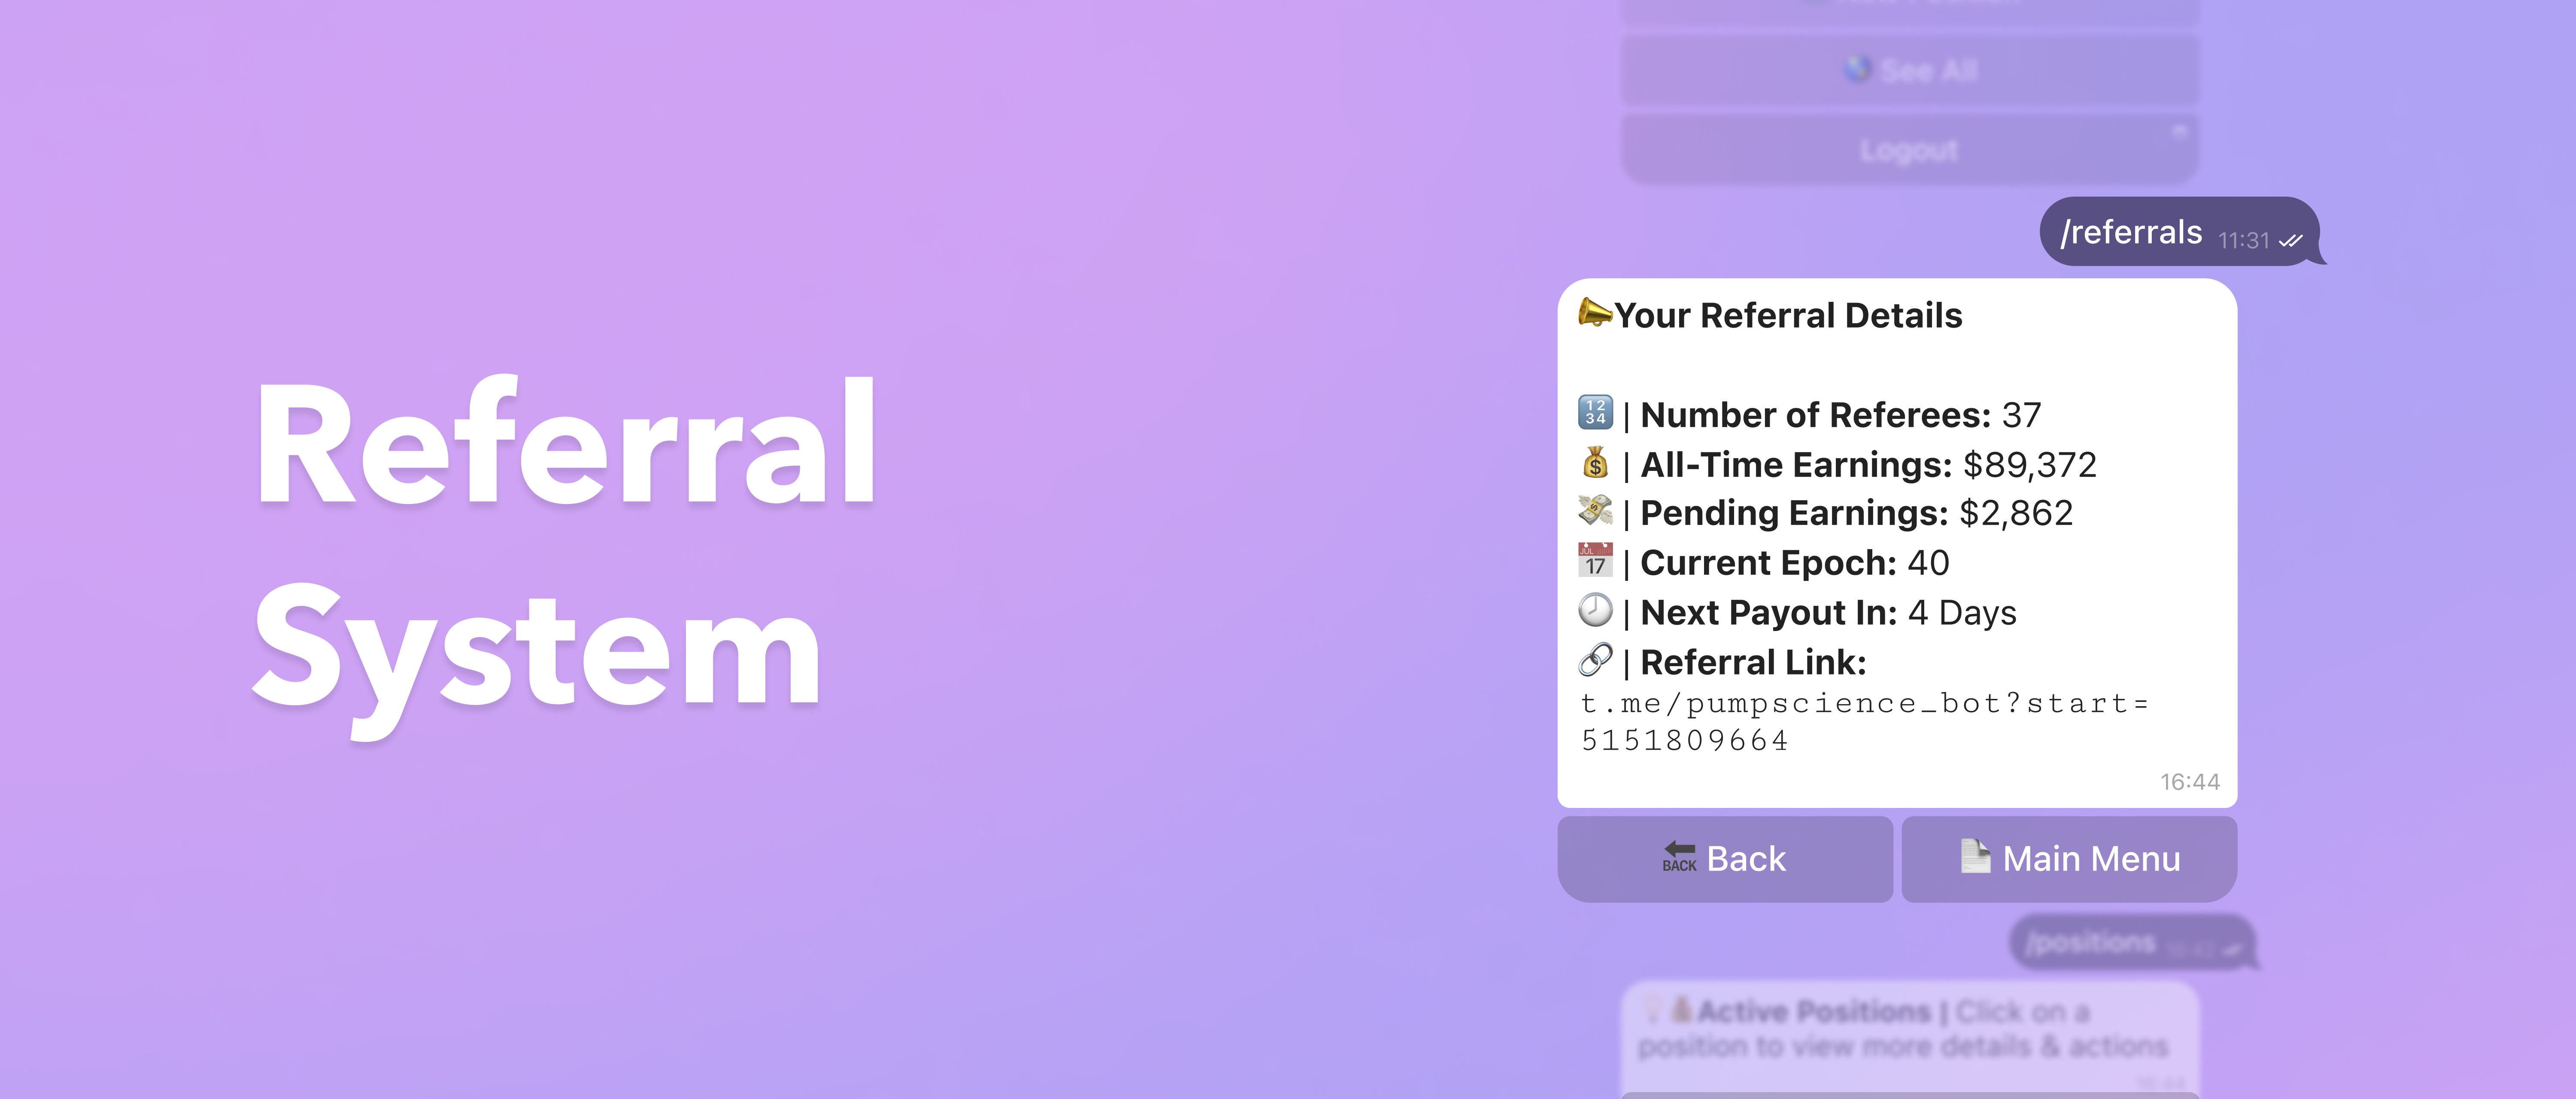 Referral
System
See All
Logout
/referrals 11:31
Your Referral Details
| Number of Referees: 37
| All-Time Earnings: $89,372
| Pending Earnings: $2,862
JUL
17
| Current Epoch: 40
| Next Payout In: 4 Days
| Referral Link:
t.me/pumpscience_bot?start=
5151809664
16:44
BACK Back
Main Menu
/positions
Active Positions | Click on a
position to view more details & actions